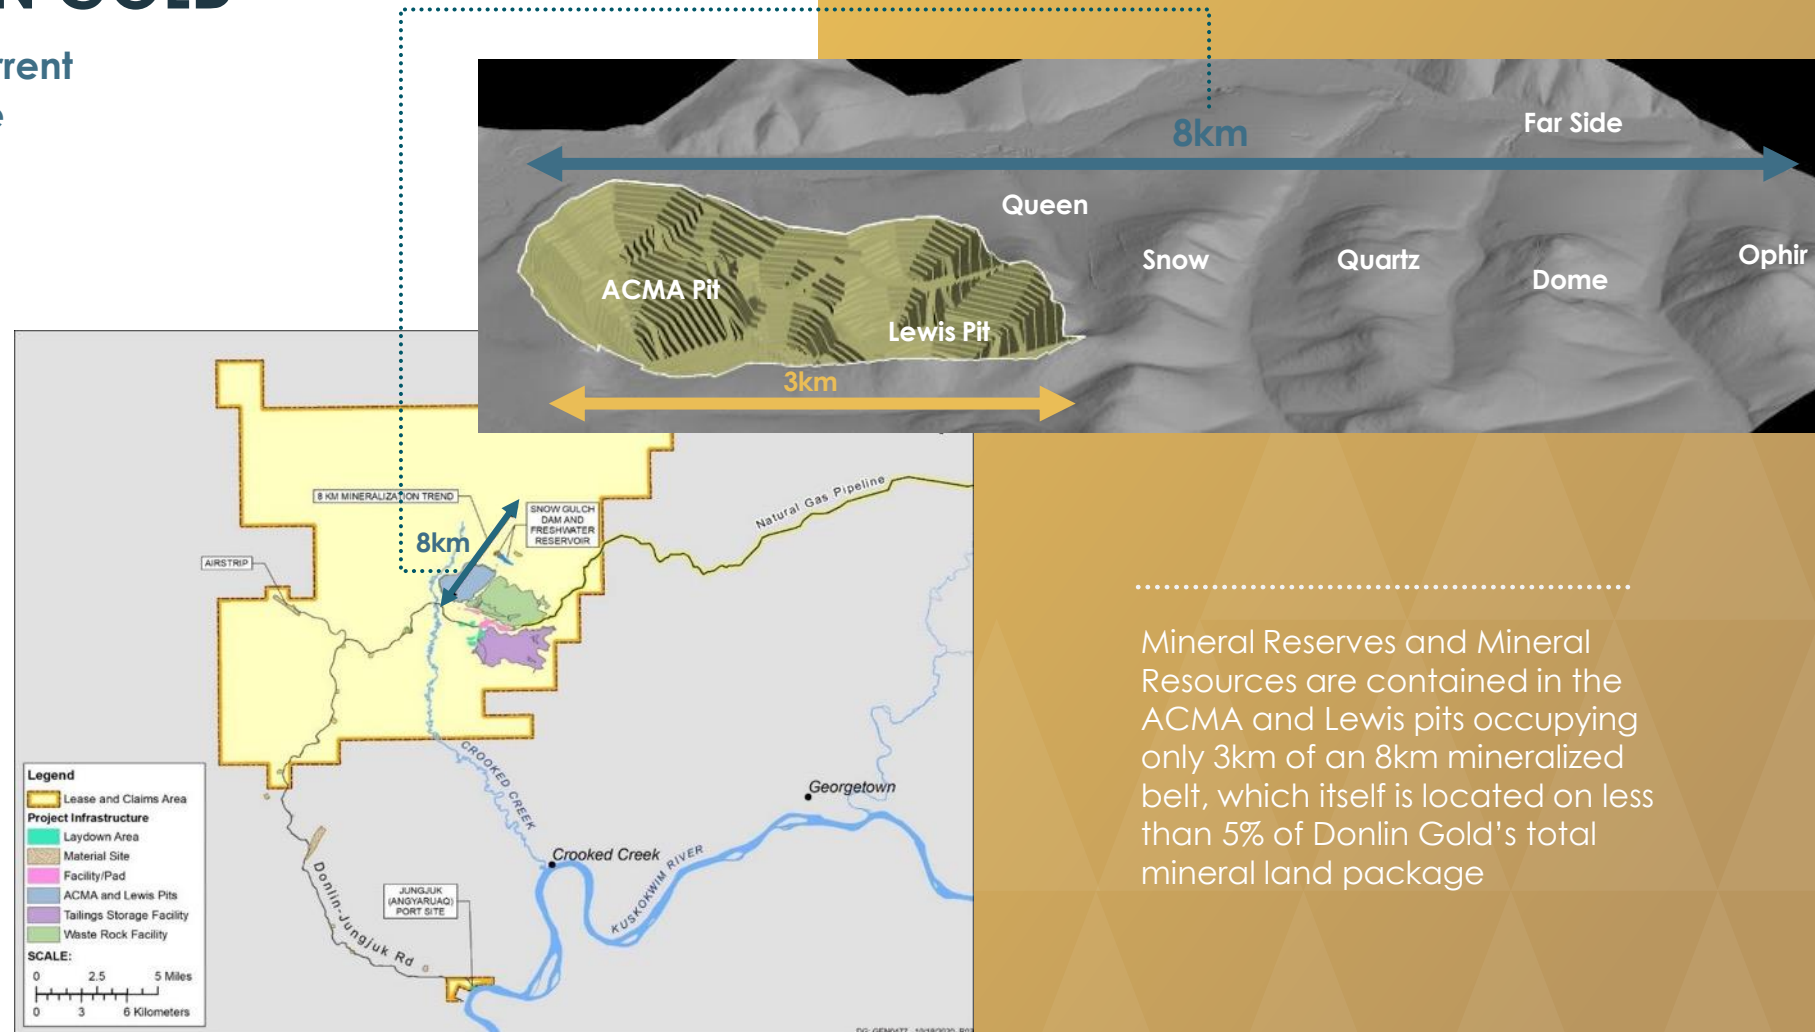 N GOLD
rrent
e
8km
Far Side
Queen
Snow
Quartz
Dome
Ophir
ACMA Pit
Lewis Pit
3km
8 KM MINERALIZATION TREND
SNOW GULCH
DAM AND
FRESHWATER
RESERVOIR
8km
AIRSTRIP
Natural Gas Pipeline
CROOKED CREEK
Georgetown
Crooked Creek
KUSKOKWIM RIVER
JUNGJUK
(ANGYARUAQ)
PORT SITE
Donlin-Jungjuk Rd
Legend
Lease and Claims Area
Project Infrastructure
Laydown Area
Material Site
Facility/Pad
ACMA and Lewis Pits
Tailings Storage Facility
Waste Rock Facility
SCALE:
0 2.5 5 Miles
0 3 6 Kilometers
Mineral Reserves and Mineral
Resources are contained in the
ACMA and Lewis pits occupying
only 3km of an 8km mineralized
belt, which itself is located on less
than 5% of Donlin Gold’s total
mineral land package